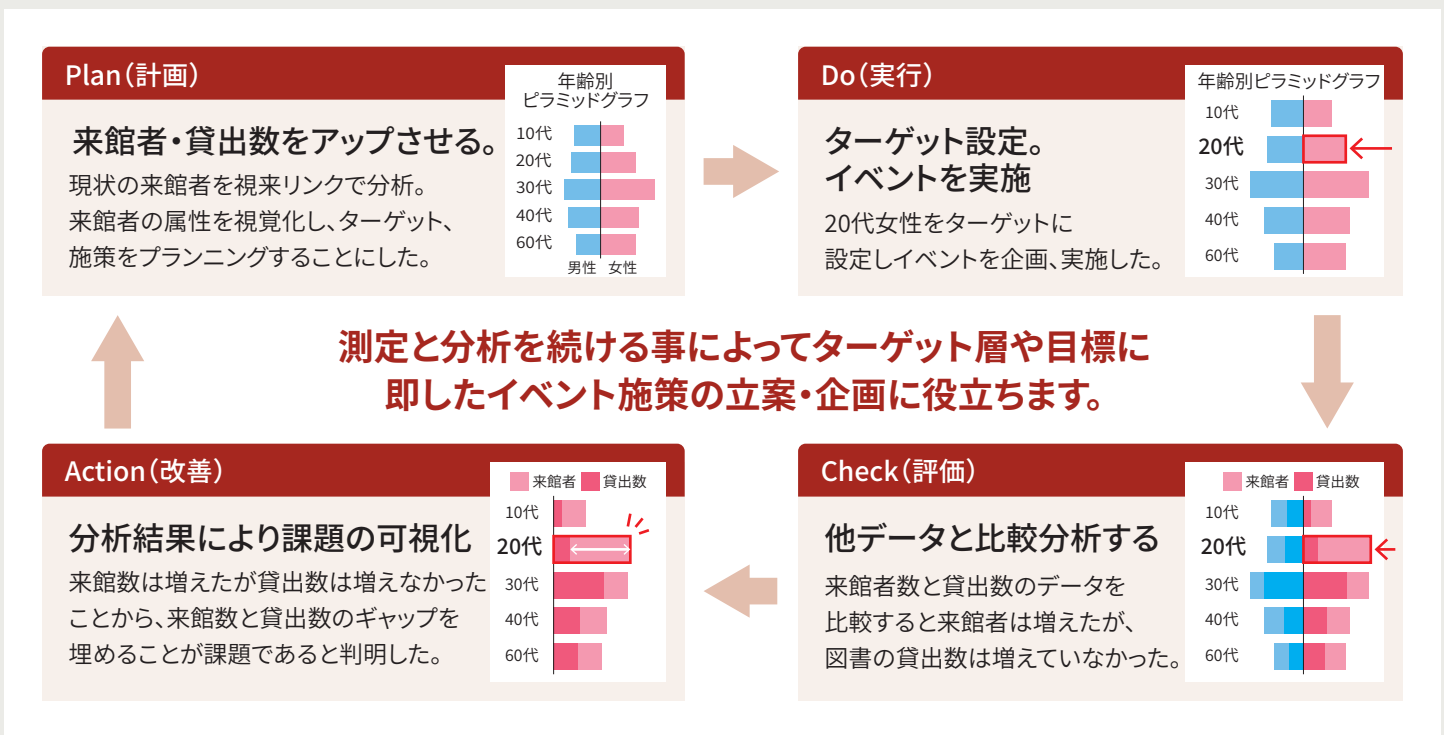 Plan（計画）
来館者・貸出数をアップさせる。
現状の来館者を視来リンクで分析。
来館者の属性を視覚化し、ターゲット、
施策をプランニングすることにした。
年齢別
ピラミッドグラフ
10代
20代
30代
40代
60代
男性 女性
Do（実行）
ターゲット設定。
イベントを実施
20代女性をターゲットに
設定しイベントを企画、実施した。
年齢別ピラミッドグラフ
10代
20代
30代
40代
60代
測定と分析を続ける事によってターゲット層や目標に
即したイベント施策の立案・企画に役立ちます。
Action（改善）
分析結果により課題の可視化
来館数は増えたが貸出数は増えなかった
ことから、来館数と貸出数のギャップを
埋めることが課題であると判明した。
来館者 貸出数
10代
20代
30代
40代
60代
Check（評価）
他データと比較分析する
来館者数と貸出数のデータを
比較すると来館者は増えたが、
図書の貸出数は増えていなかった。
来館者 貸出数
10代
20代
30代
40代
60代